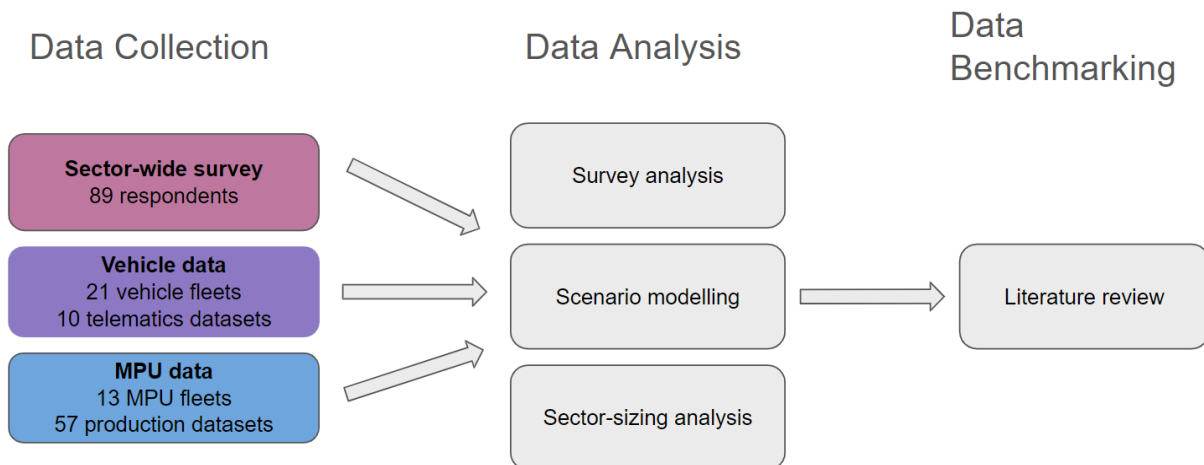 Data Collection
Data Analysis
Data
Benchmarking
Sector-wide survey
89 respondents
Vehicle data
21 vehicle fleets
10 telematics datasets
MPU data
13 MPU fleets
57 production datasets
Survey analysis
Scenario modelling
Sector-sizing analysis
Literature review